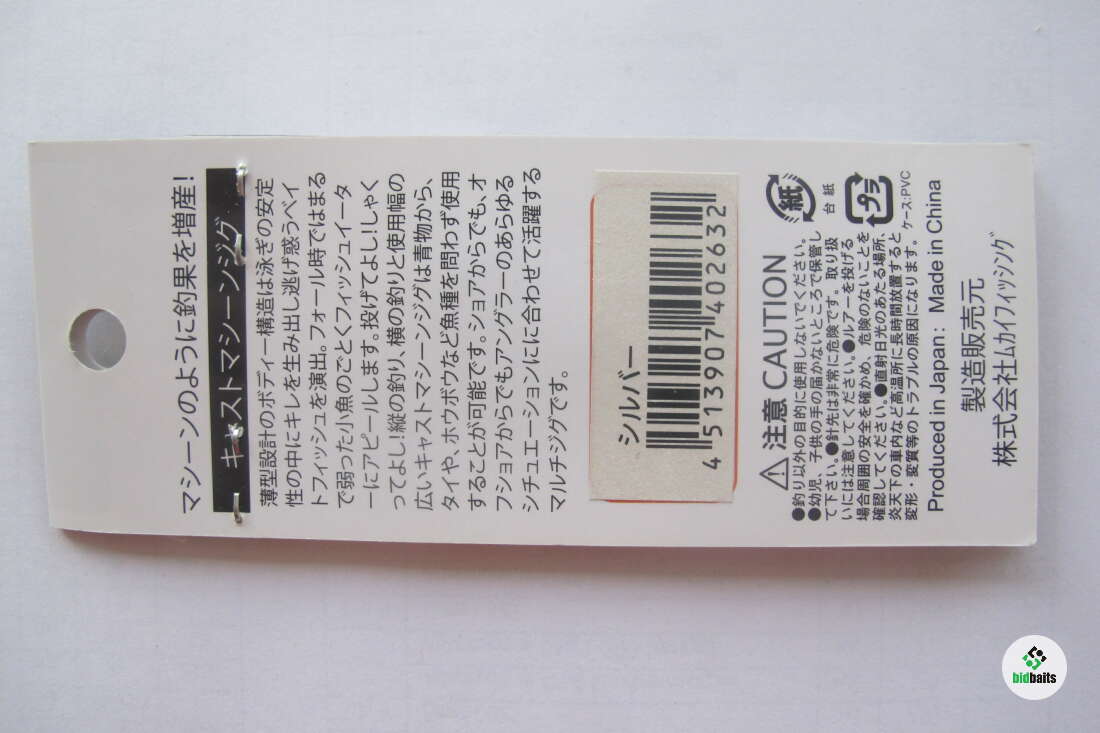 マシーンのように釣果を増産!
キャストマシーンジグ
薄型設計のボディー構造は泳ぎの安定
性の中にキレを生み出し逃げ惑うベイ
トフィッシュを演出。フォール時ではまる
で弱った小魚のごとくフィッシュイータ
ーにアピールします。投げてよし!しゃく
ってよし!縦の釣り、横の釣りと使用幅の
広いキャストマシーンジグは青物から、
タイや、ホウボウなど魚種を問わず使用
することが可能です。ショアからでも、オ
フショアからでもアングラーのあらゆる
シチュエーションにに合わせて活躍する
マルチジグです。
シルバー
4 513907 402632
注意 CAUTION
●釣り以外の目的に使用しないでください。
●幼児、子供の手の届かないところで保管し
て下さい。●針先は非常に危険です。取り扱
いには注意してください。●ルアーを投げる
場合周囲の安全を確かめ、危険のないことを
確認してください。●直射日光のあたる場所、
炎天下の車内など高温所に長時間放置すると
変形・変質等のトラブルの原因になります。
紙
台紙
プラ
ケース:PVC
Produced in Japan: Made in China
製造販売元
株式会社ムカイフィッシング
bidbaits